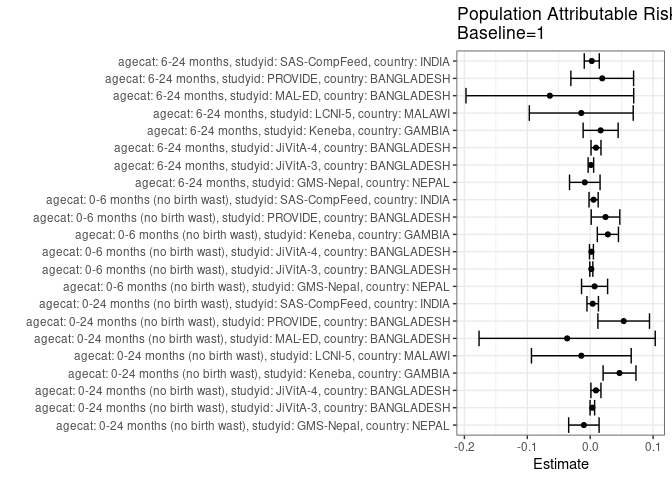 Population Attributable Risk
Baseline=1
agecat: 6-24 months, studyid: SAS-CompFeed, country: INDIA
agecat: 6-24 months, studyid: PROVIDE, country: BANGLADESH
agecat: 6-24 months, studyid: MAL-ED, country: BANGLADESH
agecat: 6-24 months, studyid: LCNI-5, country: MALAWI
agecat: 6-24 months, studyid: Keneba, country: GAMBIA
agecat: 6-24 months, studyid: JiVitA-4, country: BANGLADESH
agecat: 6-24 months, studyid: JiVitA-3, country: BANGLADESH
agecat: 6-24 months, studyid: GMS-Nepal, country: NEPAL
agecat: 0-6 months (no birth wast), studyid: SAS-CompFeed, country: INDIA
agecat: 0-6 months (no birth wast), studyid: PROVIDE, country: BANGLADESH
agecat: 0-6 months (no birth wast), studyid: Keneba, country: GAMBIA
agecat: 0-6 months (no birth wast), studyid: JiVitA-4, country: BANGLADESH
agecat: 0-6 months (no birth wast), studyid: JiVitA-3, country: BANGLADESH
agecat: 0-6 months (no birth wast), studyid: GMS-Nepal, country: NEPAL
agecat: 0-24 months (no birth wast), studyid: SAS-CompFeed, country: INDIA
agecat: 0-24 months (no birth wast), studyid: PROVIDE, country: BANGLADESH
agecat: 0-24 months (no birth wast), studyid: MAL-ED, country: BANGLADESH
agecat: 0-24 months (no birth wast), studyid: LCNI-5, country: MALAWI
agecat: 0-24 months (no birth wast), studyid: Keneba, country: GAMBIA
agecat: 0-24 months (no birth wast), studyid: JiVitA-4, country: BANGLADESH
agecat: 0-24 months (no birth wast), studyid: JiVitA-3, country: BANGLADESH
agecat: 0-24 months (no birth wast), studyid: GMS-Nepal, country: NEPAL
-0.2 -0.1 0.0 0.1
Estimate